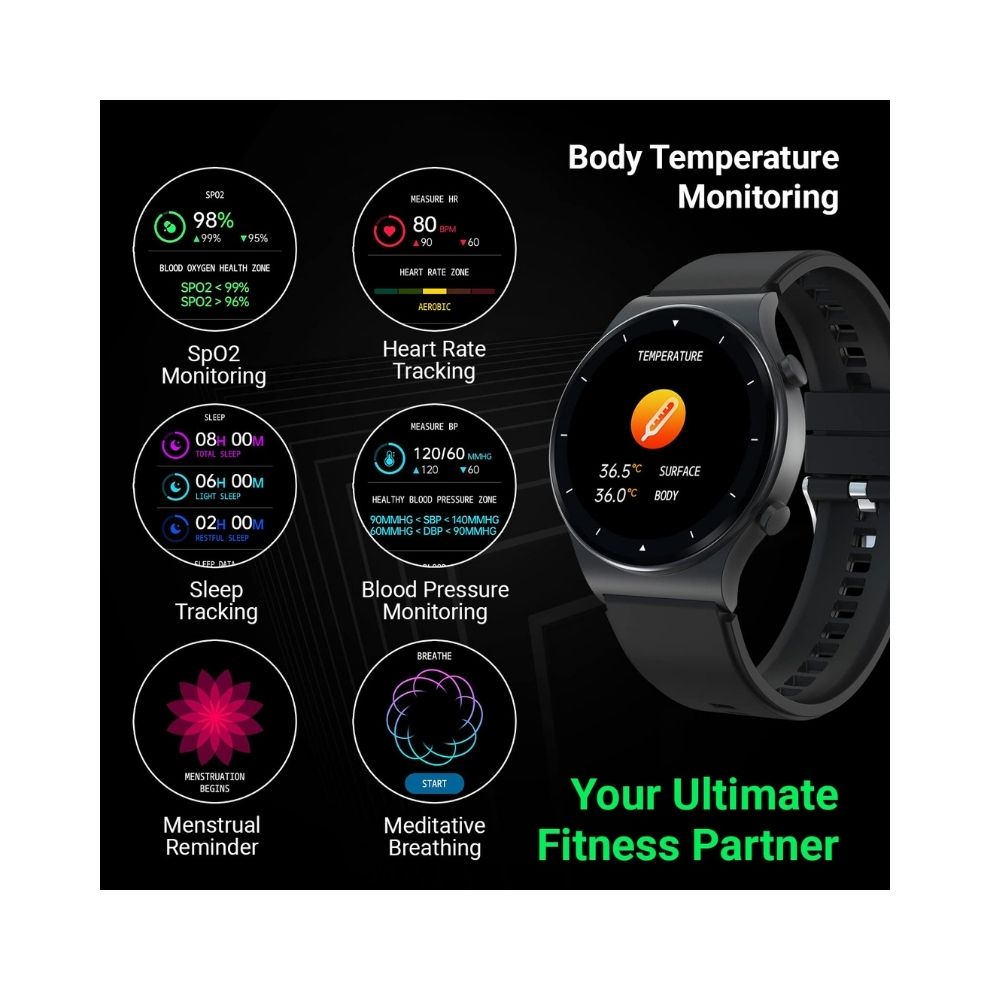 Body Temperature
Monitoring
SPO2
98%
▲99% ▼95%
BLOOD OXYGEN HEALTH ZONE
SPO2 < 99%
SPO2 > 96%
SpO2
Monitoring
MEASURE HR
80 BPM
▲90 ▼60
HEART RATE ZONE
AEROBIC
Heart Rate
Tracking
SLEEP
08H 00M
TOTAL SLEEP
06H 00M
LIGHT SLEEP
02H 00M
RESTFUL SLEEP
SLEEP DATA
Sleep
Tracking
MEASURE BP
120/60 MMHG
▲120 ▼60
HEALTHY BLOOD PRESSURE ZONE
90MMHG < SBP < 140MMHG
60MMHG < DBP < 90MMHG
Blood Pressure
Monitoring
MENSTRUATION
BEGINS
Menstrual
Reminder
BREATHE
START
Meditative
Breathing
TEMPERATURE
36.5°C SURFACE
36.0°C BODY
Your Ultimate
Fitness Partner